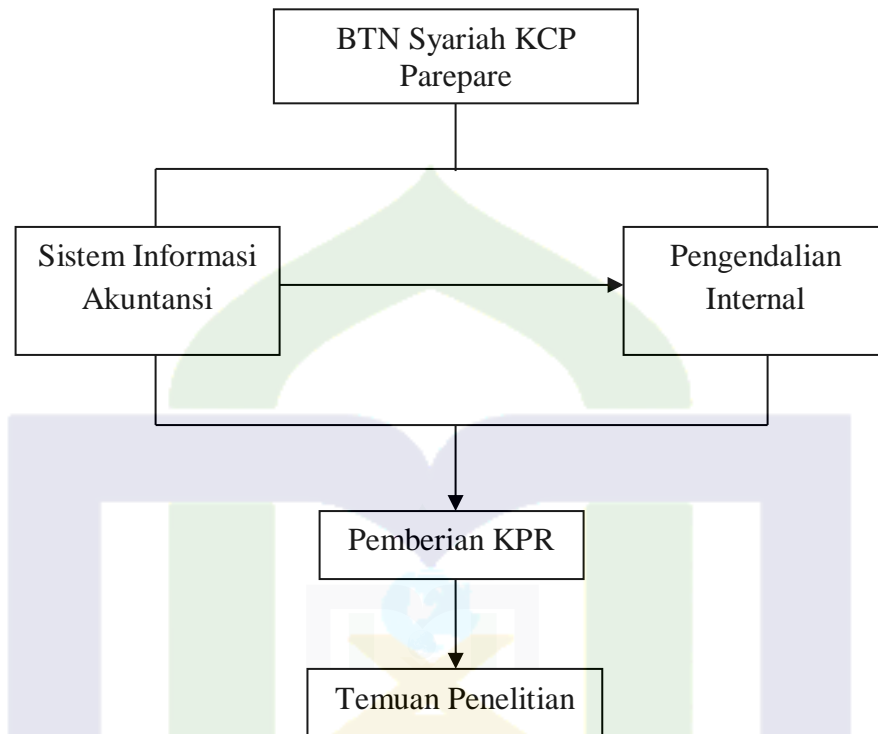 BTN Syariah KCP
Parepare
Sistem Informasi
Akuntansi
Pengendalian
Internal
Pemberian KPR
Temuan Penelitian